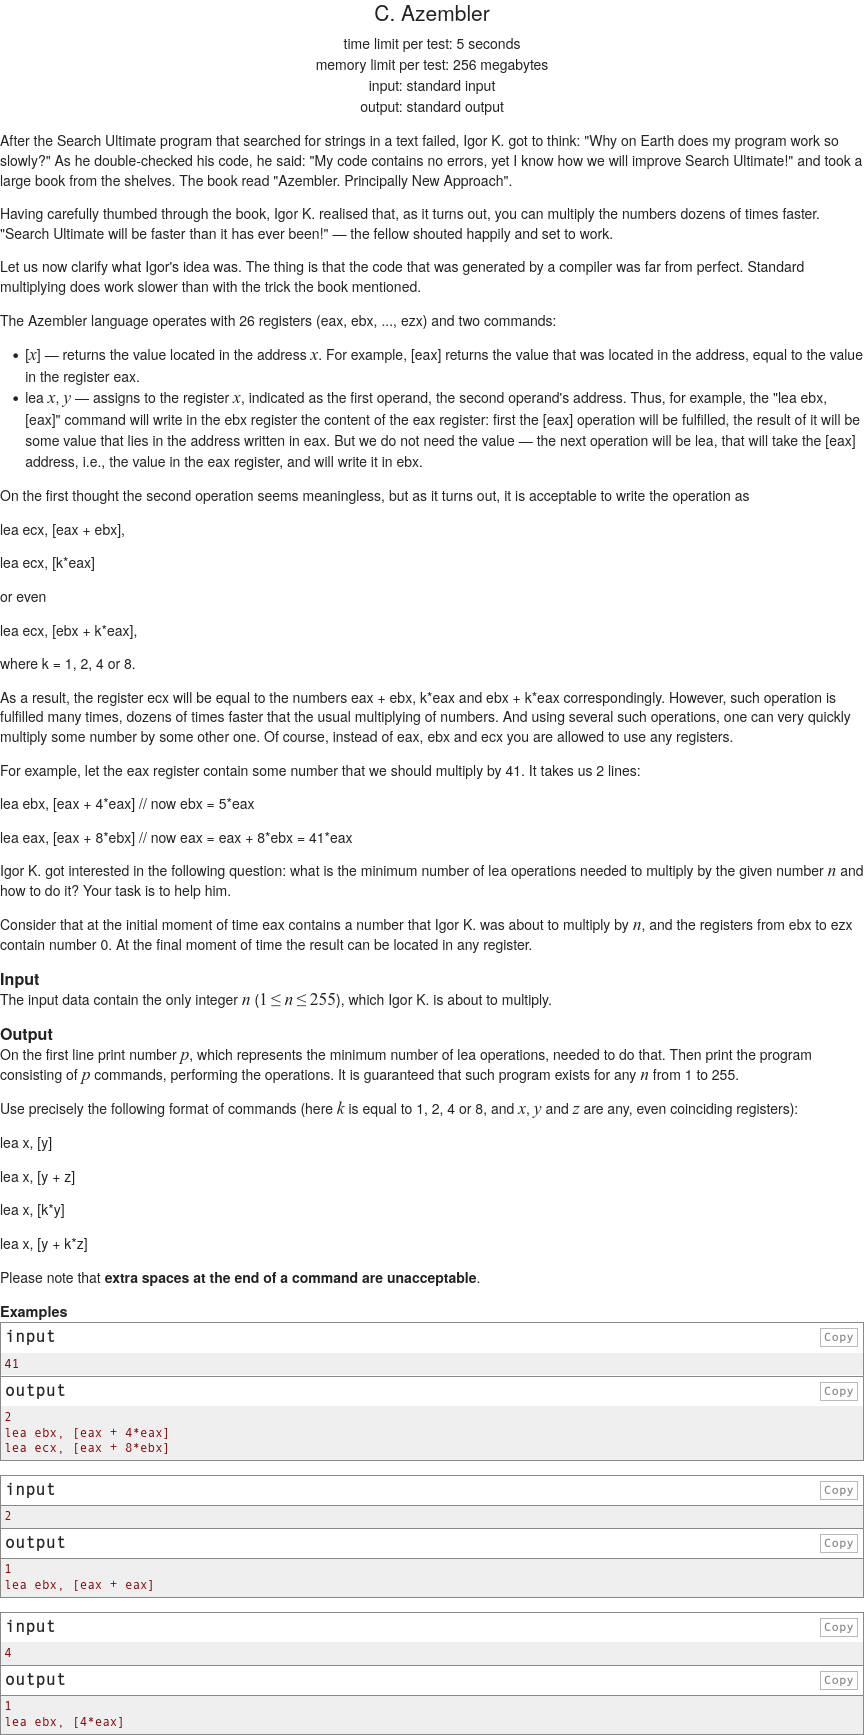 C. Azembler
time limit per test: 5 seconds
memory limit per test: 256 megabytes
input: standard input
output: standard output
After the Search Ultimate program that searched for strings in a text failed, Igor K. got to think: "Why on Earth does my program work so
slowly?" As he double-checked his code, he said: "My code contains no errors, yet I know how we will improve Search Ultimate!" and took a
large book from the shelves. The book read "Azembler. Principally New Approach".
Having carefully thumbed through the book, Igor K. realised that, as it turns out, you can multiply the numbers dozens of times faster.
"Search Ultimate will be faster than it has ever been!" — the fellow shouted happily and set to work.
Let us now clarify what Igor's idea was. The thing is that the code that was generated by a compiler was far from perfect. Standard
multiplying does work slower than with the trick the book mentioned.
The Azembler language operates with 26 registers (eax, ebx, ..., ezx) and two commands:
• [x] — returns the value located in the address x. For example, [eax] returns the value that was located in the address, equal to the value
in the register eax.
• lea x, y — assigns to the register x, indicated as the first operand, the second operand's address. Thus, for example, the "lea ebx,
[eax]" command will write in the ebx register the content of the eax register: first the [eax] operation will be fulfilled, the result of it will be
some value that lies in the address written in eax. But we do not need the value — the next operation will be lea, that will take the [eax]
address, i.e., the value in the eax register, and will write it in ebx.
On the first thought the second operation seems meaningless, but as it turns out, it is acceptable to write the operation as
lea ecx, [eax + ebx],
lea ecx, [k*eax]
or even
lea ecx, [ebx + k*eax],
where k = 1, 2, 4 or 8.
As a result, the register ecx will be equal to the numbers eax + ebx, k*eax and ebx + k*eax correspondingly. However, such operation is
fulfilled many times, dozens of times faster that the usual multiplying of numbers. And using several such operations, one can very quickly
multiply some number by some other one. Of course, instead of eax, ebx and ecx you are allowed to use any registers.
For example, let the eax register contain some number that we should multiply by 41. It takes us 2 lines:
lea ebx, [eax + 4*eax] // now ebx = 5*eax
lea eax, [eax + 8*ebx] // now eax = eax + 8*ebx = 41*eax
Igor K. got interested in the following question: what is the minimum number of lea operations needed to multiply by the given number n and
how to do it? Your task is to help him.
Consider that at the initial moment of time eax contains a number that Igor K. was about to multiply by n, and the registers from ebx to ezx
contain number 0. At the final moment of time the result can be located in any register.
Input
The input data contain the only integer n (1 ≤ n ≤ 255), which Igor K. is about to multiply.
Output
On the first line print number p, which represents the minimum number of lea operations, needed to do that. Then print the program
consisting of p commands, performing the operations. It is guaranteed that such program exists for any n from 1 to 255.
Use precisely the following format of commands (here k is equal to 1, 2, 4 or 8, and x, y and z are any, even coinciding registers):
lea x, [y]
lea x, [y + z]
lea x, [k*y]
lea x, [y + k*z]
Please note that extra spaces at the end of a command are unacceptable.
Examples
input
Copy
41
output
Copy
2
lea ebx, [eax + 4*eax]
lea ecx, [eax + 8*ebx]
input
Copy
2
output
Copy
1
lea ebx, [eax + eax]
input
Copy
4
output
Copy
1
lea ebx, [4*eax]